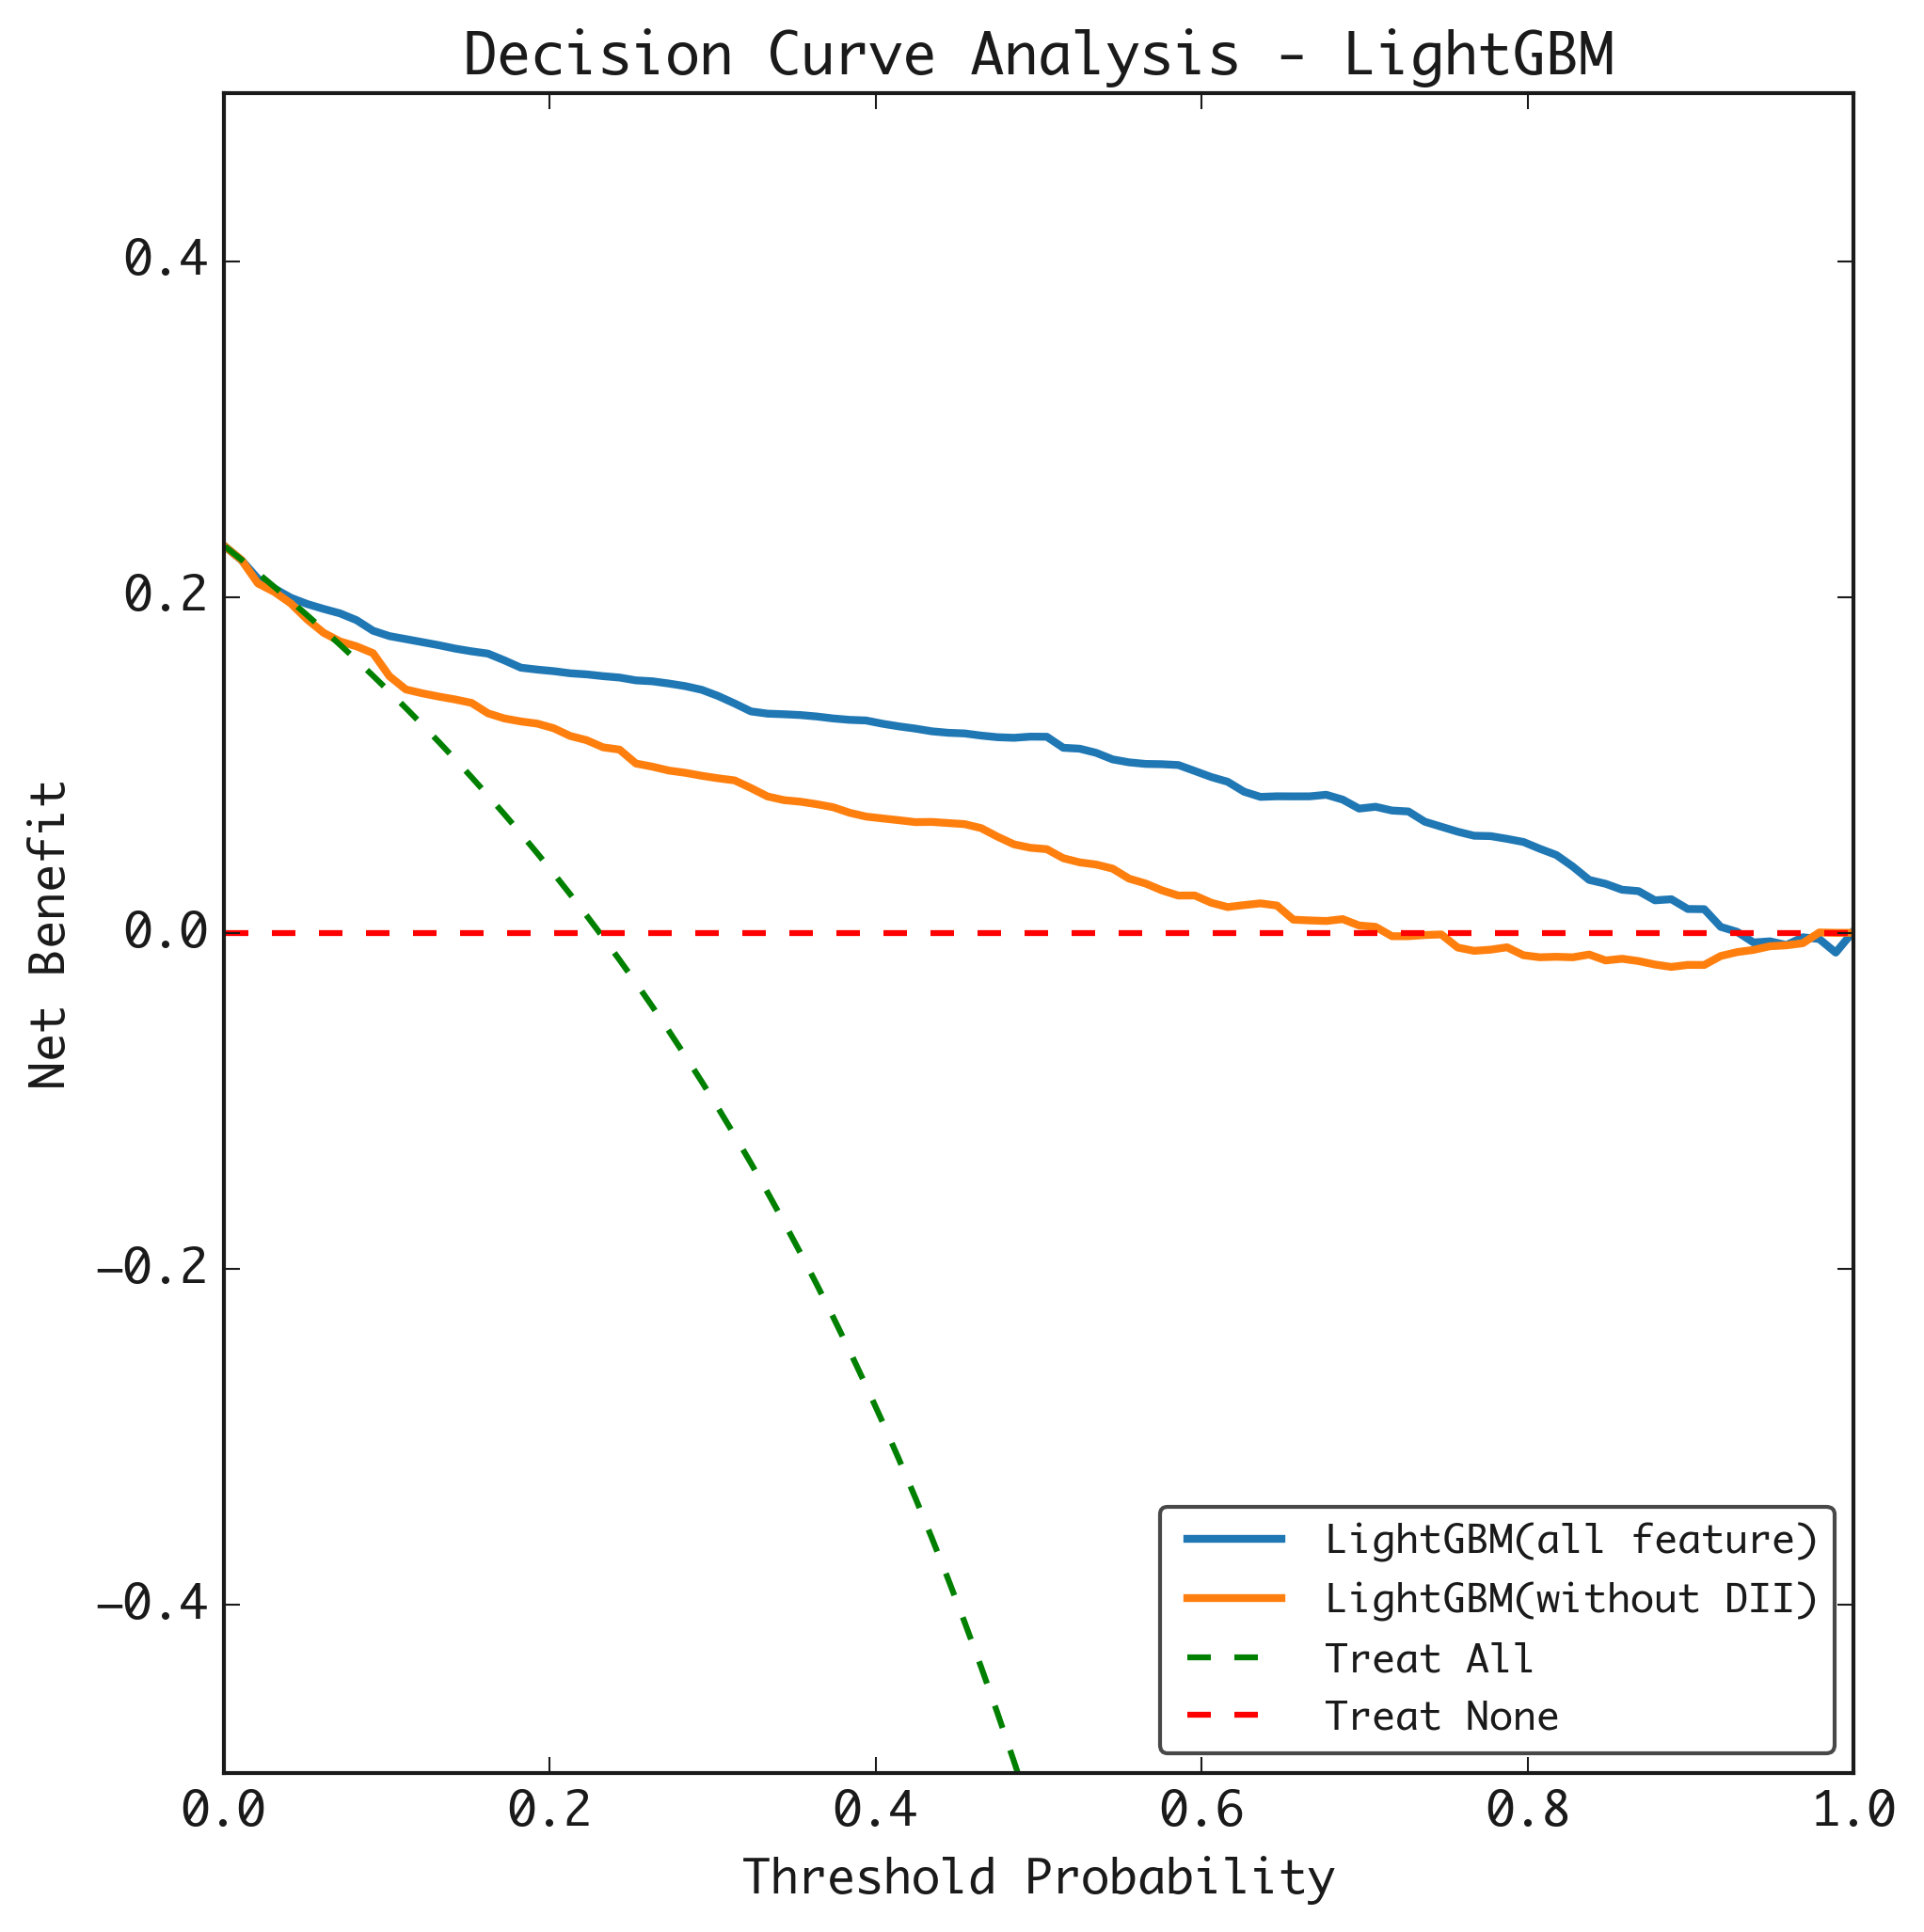 Decision Curve Analysis - LightGBM
0.4
0.2
0.0
−0.2
−0.4
Net Benefit
0.0 0.2 0.4 0.6 0.8 1.0
Threshold Probability
LightGBM(all feature)
LightGBM(without DII)
Treat All
Treat None